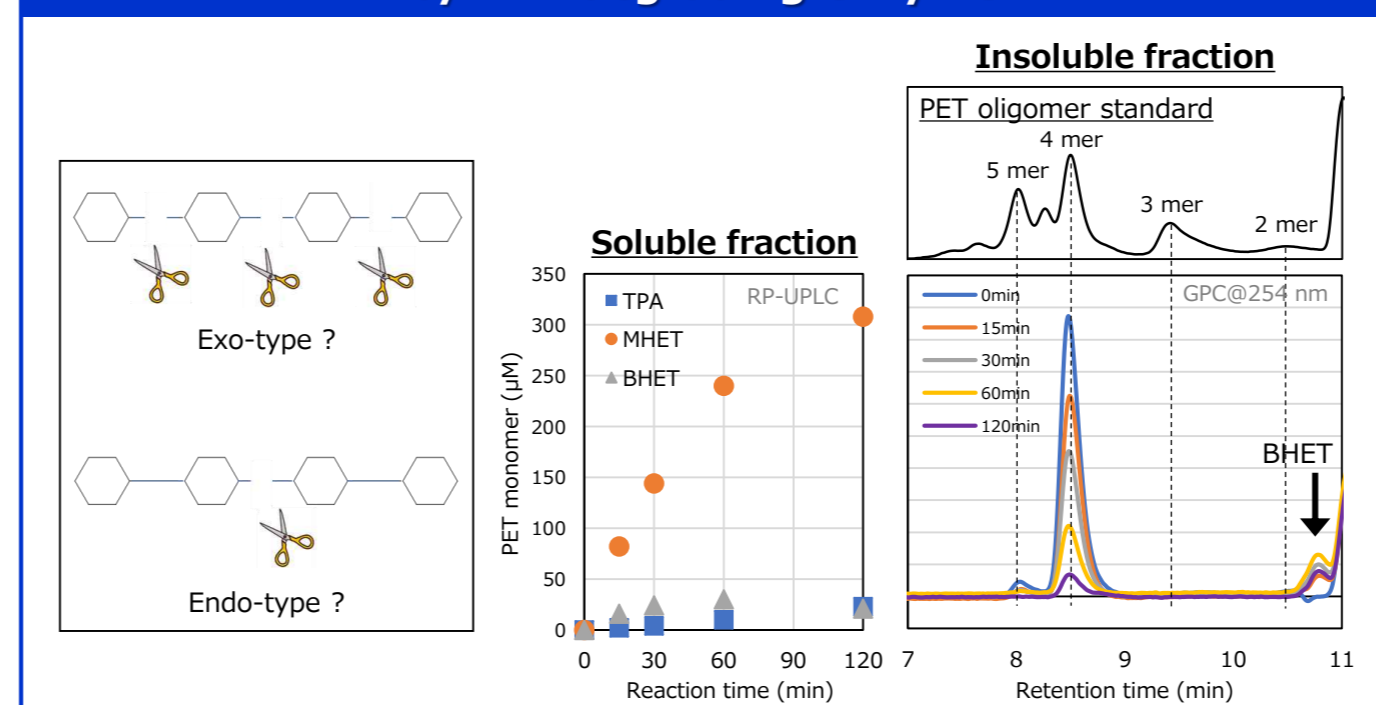 Exo-type ?
Endo-type ?
Soluble fraction
RP-UPLC
TPA
MHET
BHET
PET monomer (μM)
350
300
250
200
150
100
50
0
0 30 60 90 120
Reaction time (min)
Insoluble fraction
PET oligomer standard
4 mer
5 mer
3 mer
2 mer
GPC@254 nm
0min
15min
30min
60min
120min
BHET
7 8 9 10 11
Retention time (min)